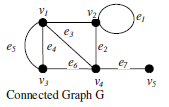 v₁ v₂ e₁
e₃
e₅ e₄ e₂
e₆ e₇
v₃ v₄ v₅
Connected Graph G